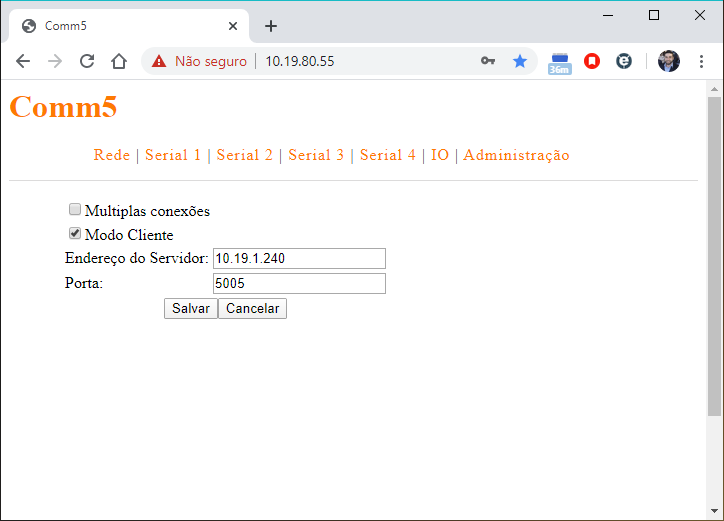 Comm5
Não seguro | 10.19.80.55
36m
Comm5
Rede | Serial 1 | Serial 2 | Serial 3 | Serial 4 | IO | Administração
Multiplas conexões
Modo Cliente
Endereço do Servidor: 10.19.1.240
Porta: 5005
Salvar Cancelar